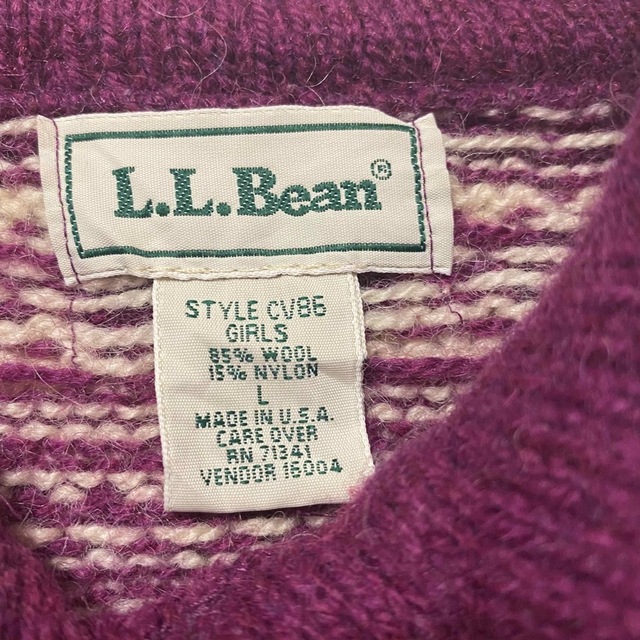 L.L.Bean®
STYLE CV86
GIRLS
85% WOOL
15% NYLON
L
MADE IN U.S.A.
CARE OVER
RN 71341
VENDOR 16004